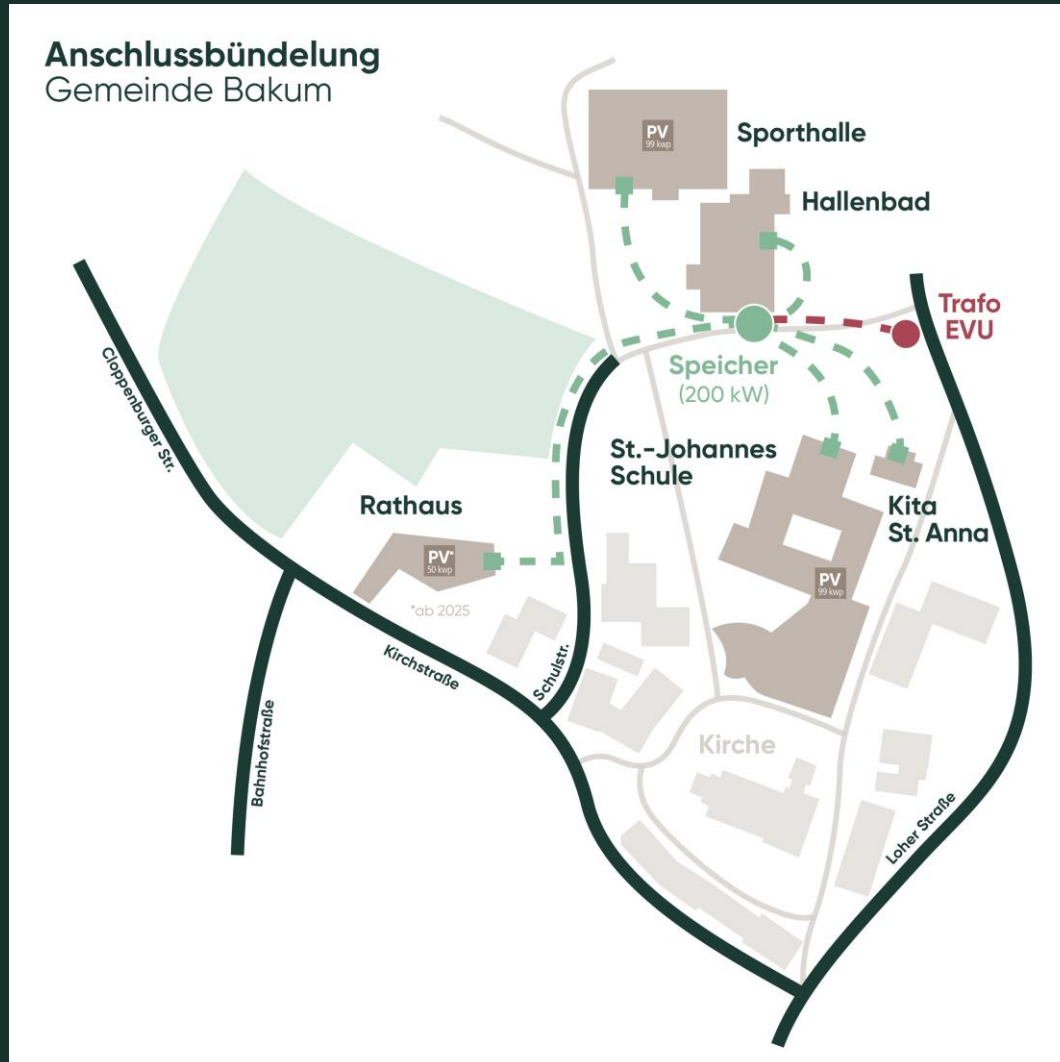 Anschlussbündelung
Gemeinde Bakum
PV
99 kwp
Sporthalle
Hallenbad
Trafo
EVU
Speicher
(200 kW)
Cloppenburger Str.
St.-Johannes
Schule
Rathaus
Kita
St. Anna
PV*
50 kwp
PV
99 kwp
*ab 2025
Kirchstraße
Schulstr.
Bahnhofstraße
Kirche
Loher Straße